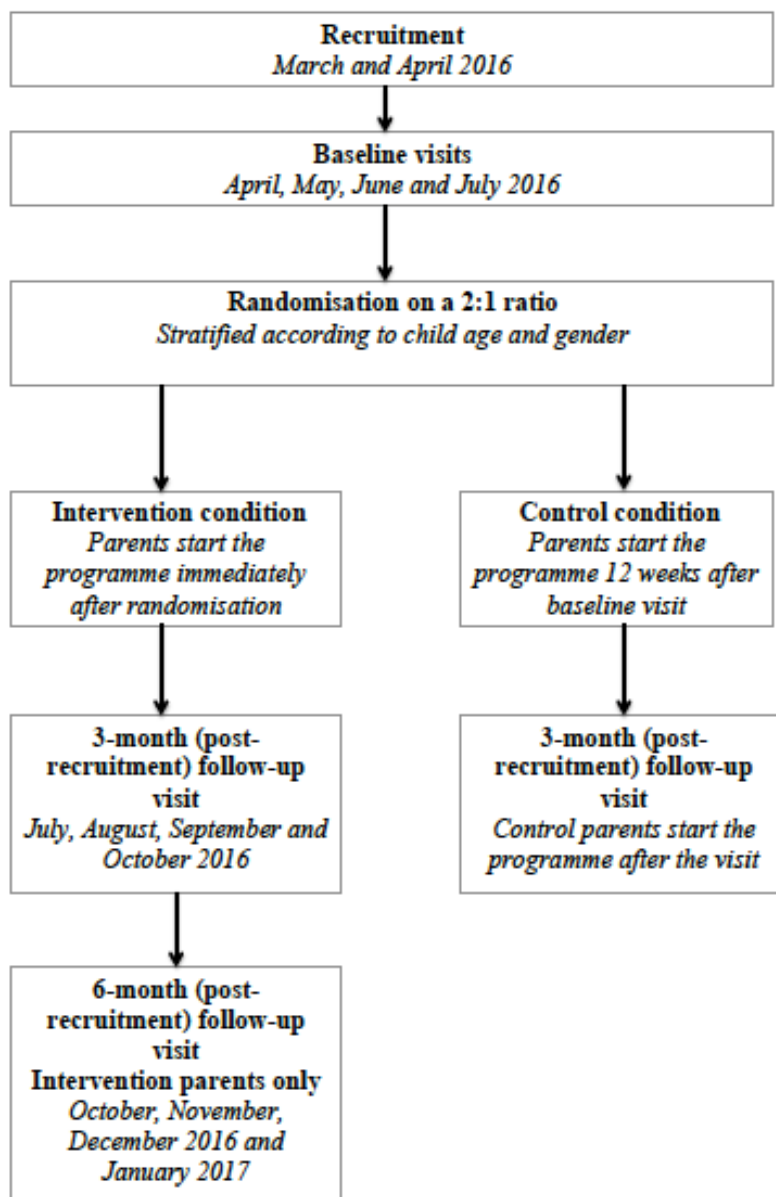 Recruitment
March and April 2016
Baseline visits
April, May, June and July 2016
Randomisation on a 2:1 ratio
Stratified according to child age and gender
Intervention condition
Parents start the
programme immediately
after randomisation
Control condition
Parents start the
programme 12 weeks after
baseline visit
3-month (post-
recruitment) follow-up
visit
July, August, September and
October 2016
3-month (post-
recruitment) follow-up
visit
Control parents start the
programme after the visit
6-month (post-
recruitment) follow-up
visit
Intervention parents only
October, November,
December 2016 and
January 2017